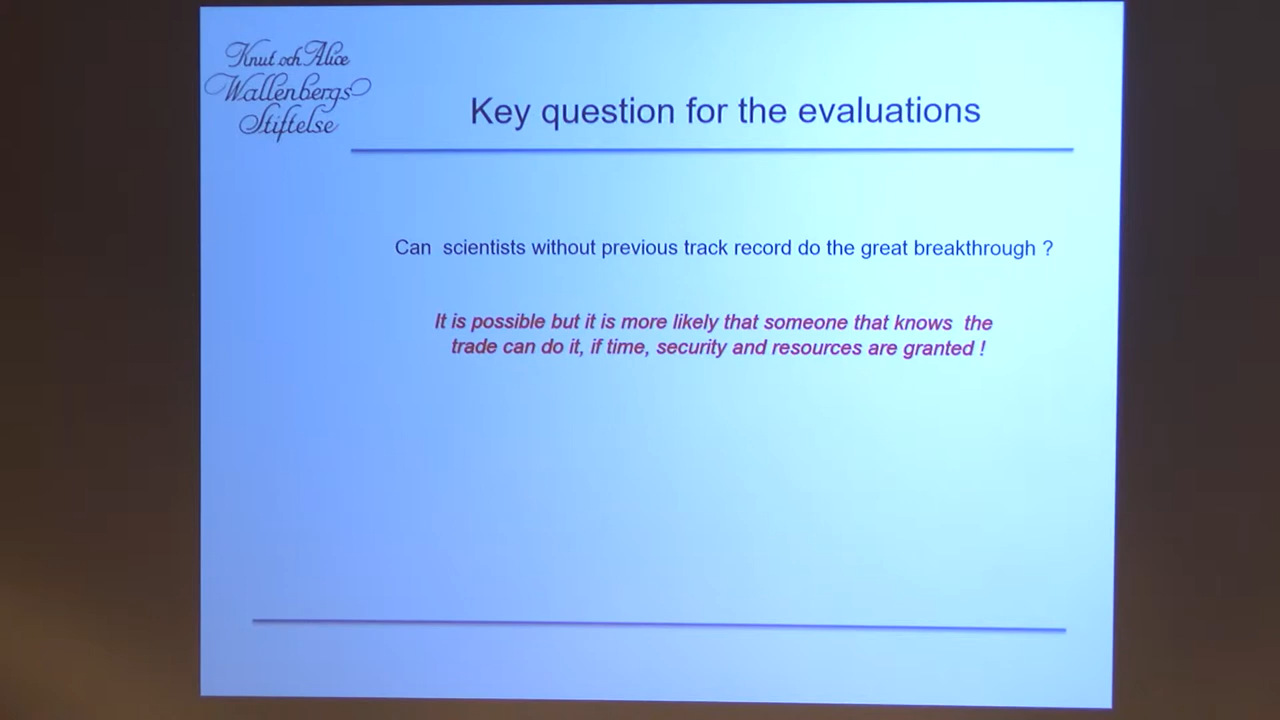 Knut och Alice
Wallenbergs
Stiftelse
Key question for the evaluations
Can scientists without previous track record do the great breakthrough ?
It is possible but it is more likely that someone that knows the
trade can do it, if time, security and resources are granted !